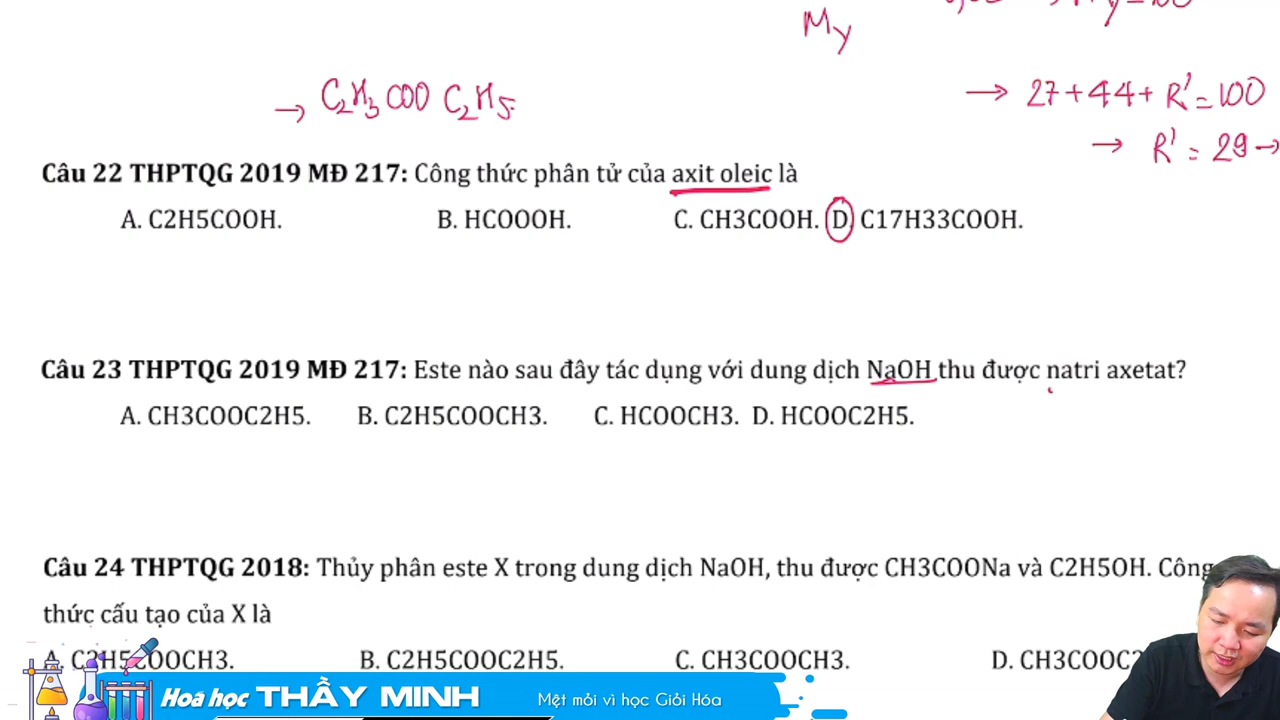 My
→ C2H3COO C2H5
→ 27+44+R'=100
→ R' = 29 →
Câu 22 THPTQG 2019 MĐ 217: Công thức phân tử của axit oleic là
A. C2H5COOH. B. HCOOOH. C. CH3COOH. D. C17H33COOH.
Câu 23 THPTQG 2019 MĐ 217: Este nào sau đây tác dụng với dung dịch NaOH thu được natri axetat?
A. CH3COOC2H5. B. C2H5COOCH3. C. HCOOCH3. D. HCOOC2H5.
Câu 24 THPTQG 2018: Thủy phân este X trong dung dịch NaOH, thu được CH3COONa và C2H5OH. Công
thức cấu tạo của X là
A. C2H5COOCH3. B. C2H5COOC2H5. C. CH3COOCH3. D.
Hoá học THẦY MINH Mệt mỏi vì học Giỏi Hóa